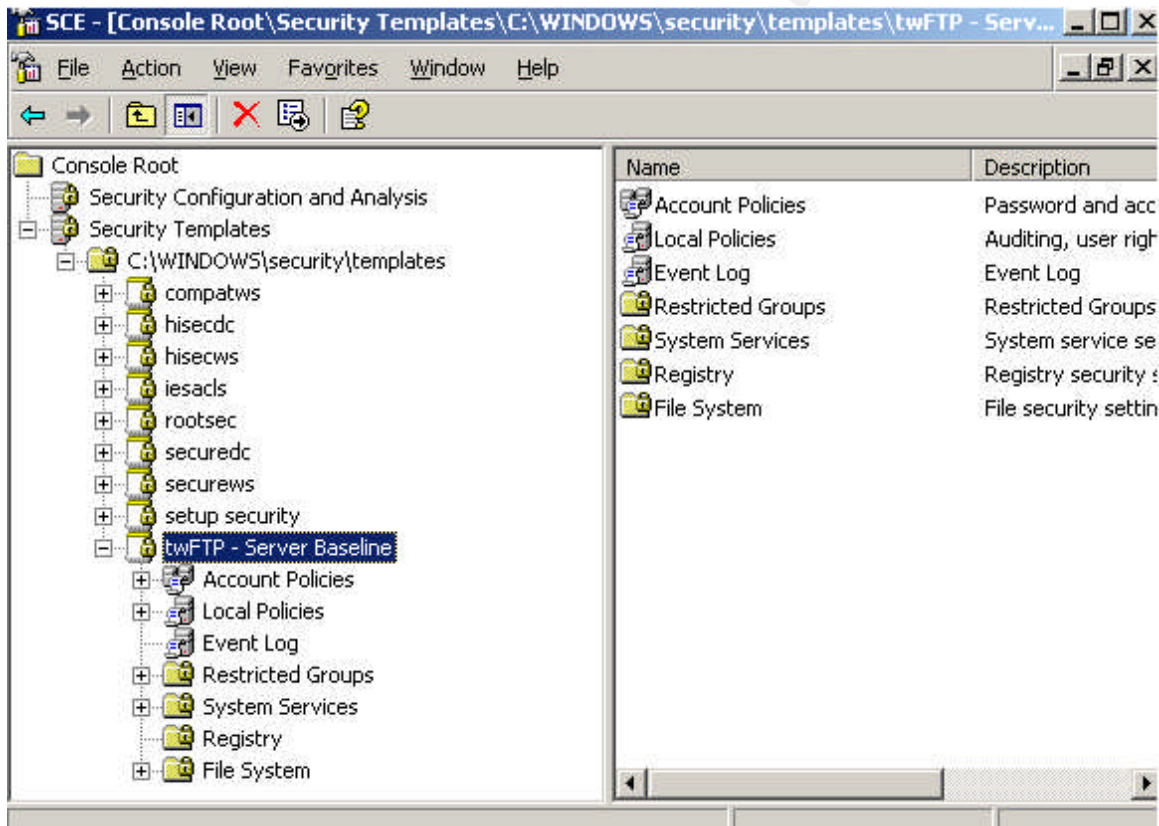 SCE - [Console Root\Security Templates\C:\WINDOWS\security\templates\twFTP - Serv...
File Action View Favorites Window Help
Console Root
Security Configuration and Analysis
Security Templates
C:\WINDOWS\security\templates
compatws
hisecdc
hisecws
iesacls
rootsec
securedc
securews
setup security
twFTP - Server Baseline
Account Policies
Local Policies
Event Log
Restricted Groups
System Services
Registry
File System
Name Description
Account Policies Password and acc
Local Policies Auditing, user righ
Event Log Event Log
Restricted Groups Restricted Groups
System Services System service se
Registry Registry security s
File System File security settin